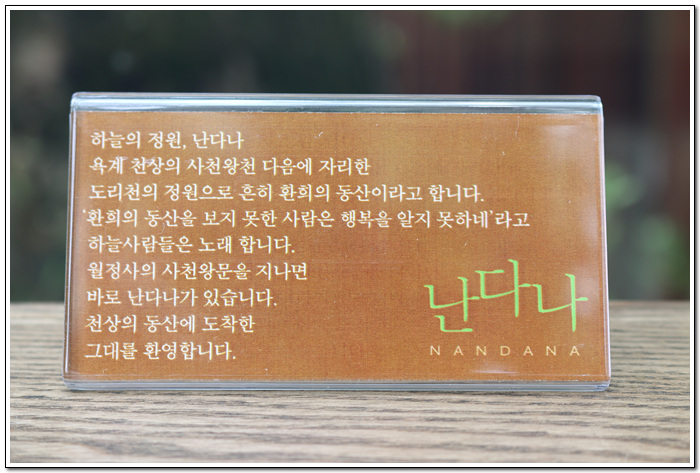 하늘의 정원, 난다나
욕계 천상의 사천왕천 다음에 자리한
도리천의 정원으로 흔히 환희의 동산이라고 합니다.
‘환희의 동산을 보지 못한 사람은 행복을 알지 못하네’라고
하늘사람들은 노래 합니다.
월정사의 사천왕문을 지나면
바로 난다나가 있습니다.
천상의 동산에 도착한
그대를 환영합니다.
난다나
NANDANA